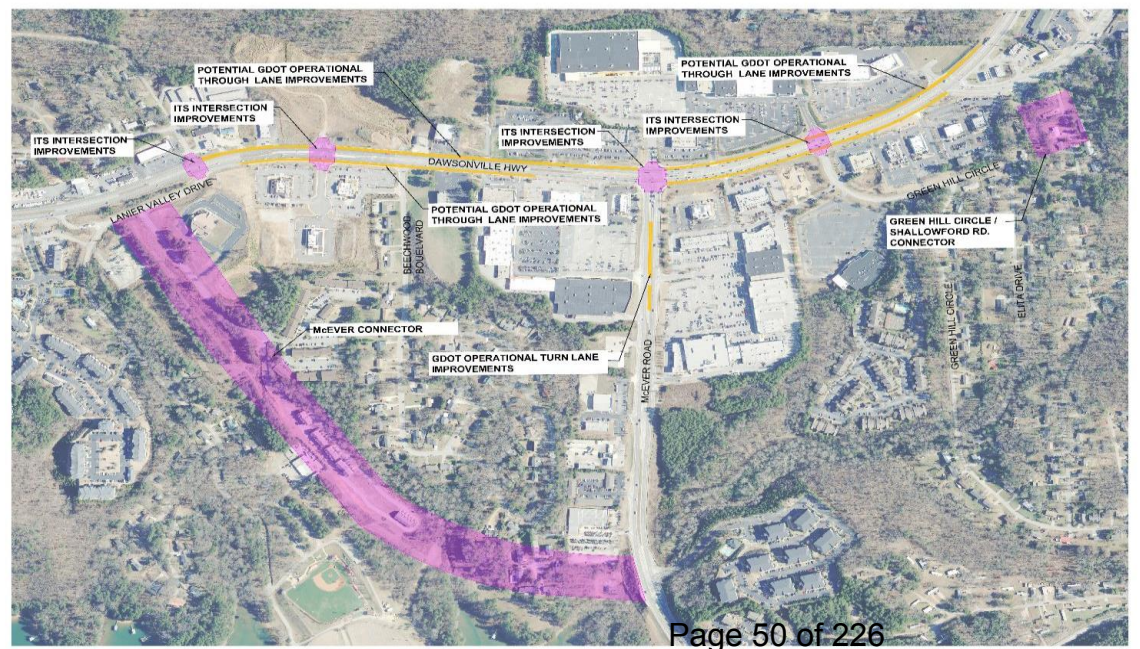 POTENTIAL GDOT OPERATIONAL
THROUGH LANE IMPROVEMENTS
POTENTIAL GDOT OPERATIONAL
THROUGH LANE IMPROVEMENTS
ITS INTERSECTION
IMPROVEMENTS
ITS INTERSECTION
IMPROVEMENTS
ITS INTERSECTION
IMPROVEMENTS
ITS INTERSECTION
IMPROVEMENTS
DAWSONVILLE HWY
LANIER VALLEY DRIVE
GREEN HILL CIRCLE
POTENTIAL GDOT OPERATIONAL
THROUGH LANE IMPROVEMENTS
GREEN HILL CIRCLE /
SHALLOWFORD RD.
CONNECTOR
BEECHWOOD
BOUELVARD
ELITA DRIVE
GREEN HILL CIRCLE
McEVER CONNECTOR
GDOT OPERATIONAL TURN LANE
IMPROVEMENTS
McEVER ROAD
Page 50 of 226